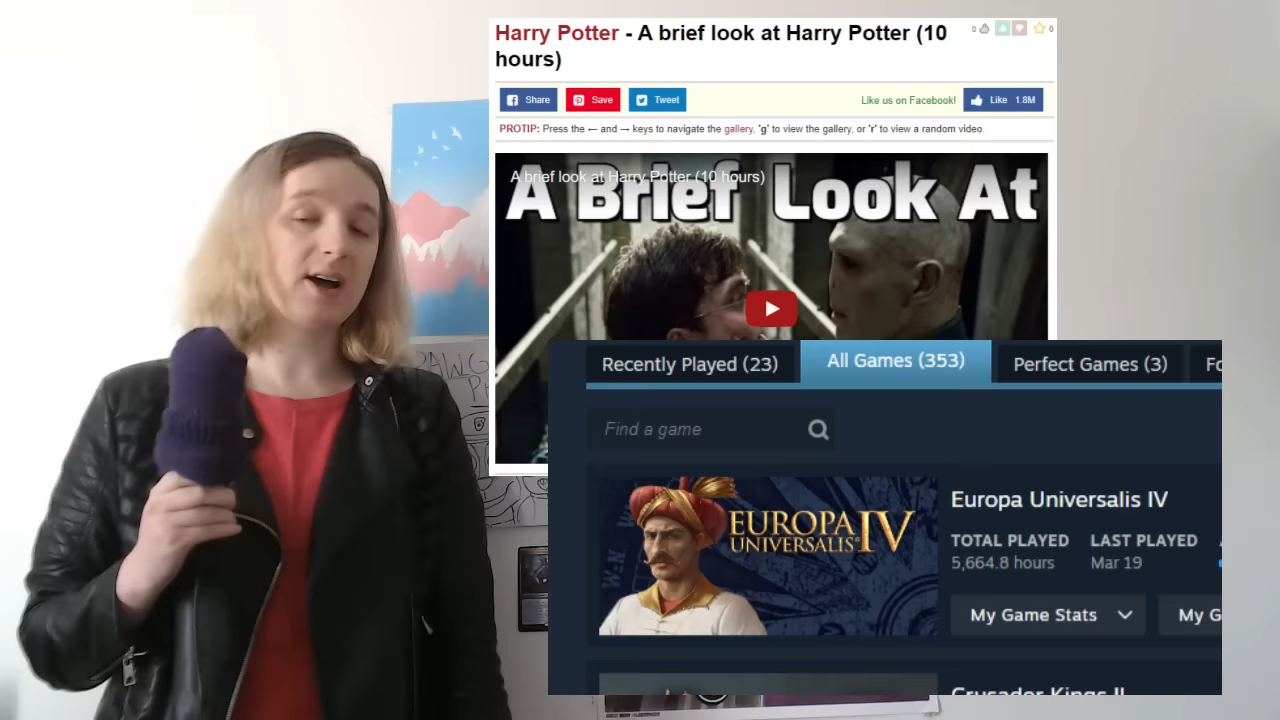 Harry Potter - A brief look at Harry Potter (10
hours)
0
0
Share
Save
Tweet
Like us on Facebook!
Like 1.8M
PROTIP: Press the ← and → keys to navigate the gallery, 'g' to view the gallery, or 'r' to view a random video.
A brief look at Harry Potter (10 hours)
A Brief Look At
Recently Played (23)
All Games (353)
Perfect Games (3)
Find a game
EUROPA
UNIVERSALIS IV
Europa Universalis IV
TOTAL PLAYED
LAST PLAYED
5,664.8 hours
Mar 19
My Game Stats
My G
Crusader Kings II